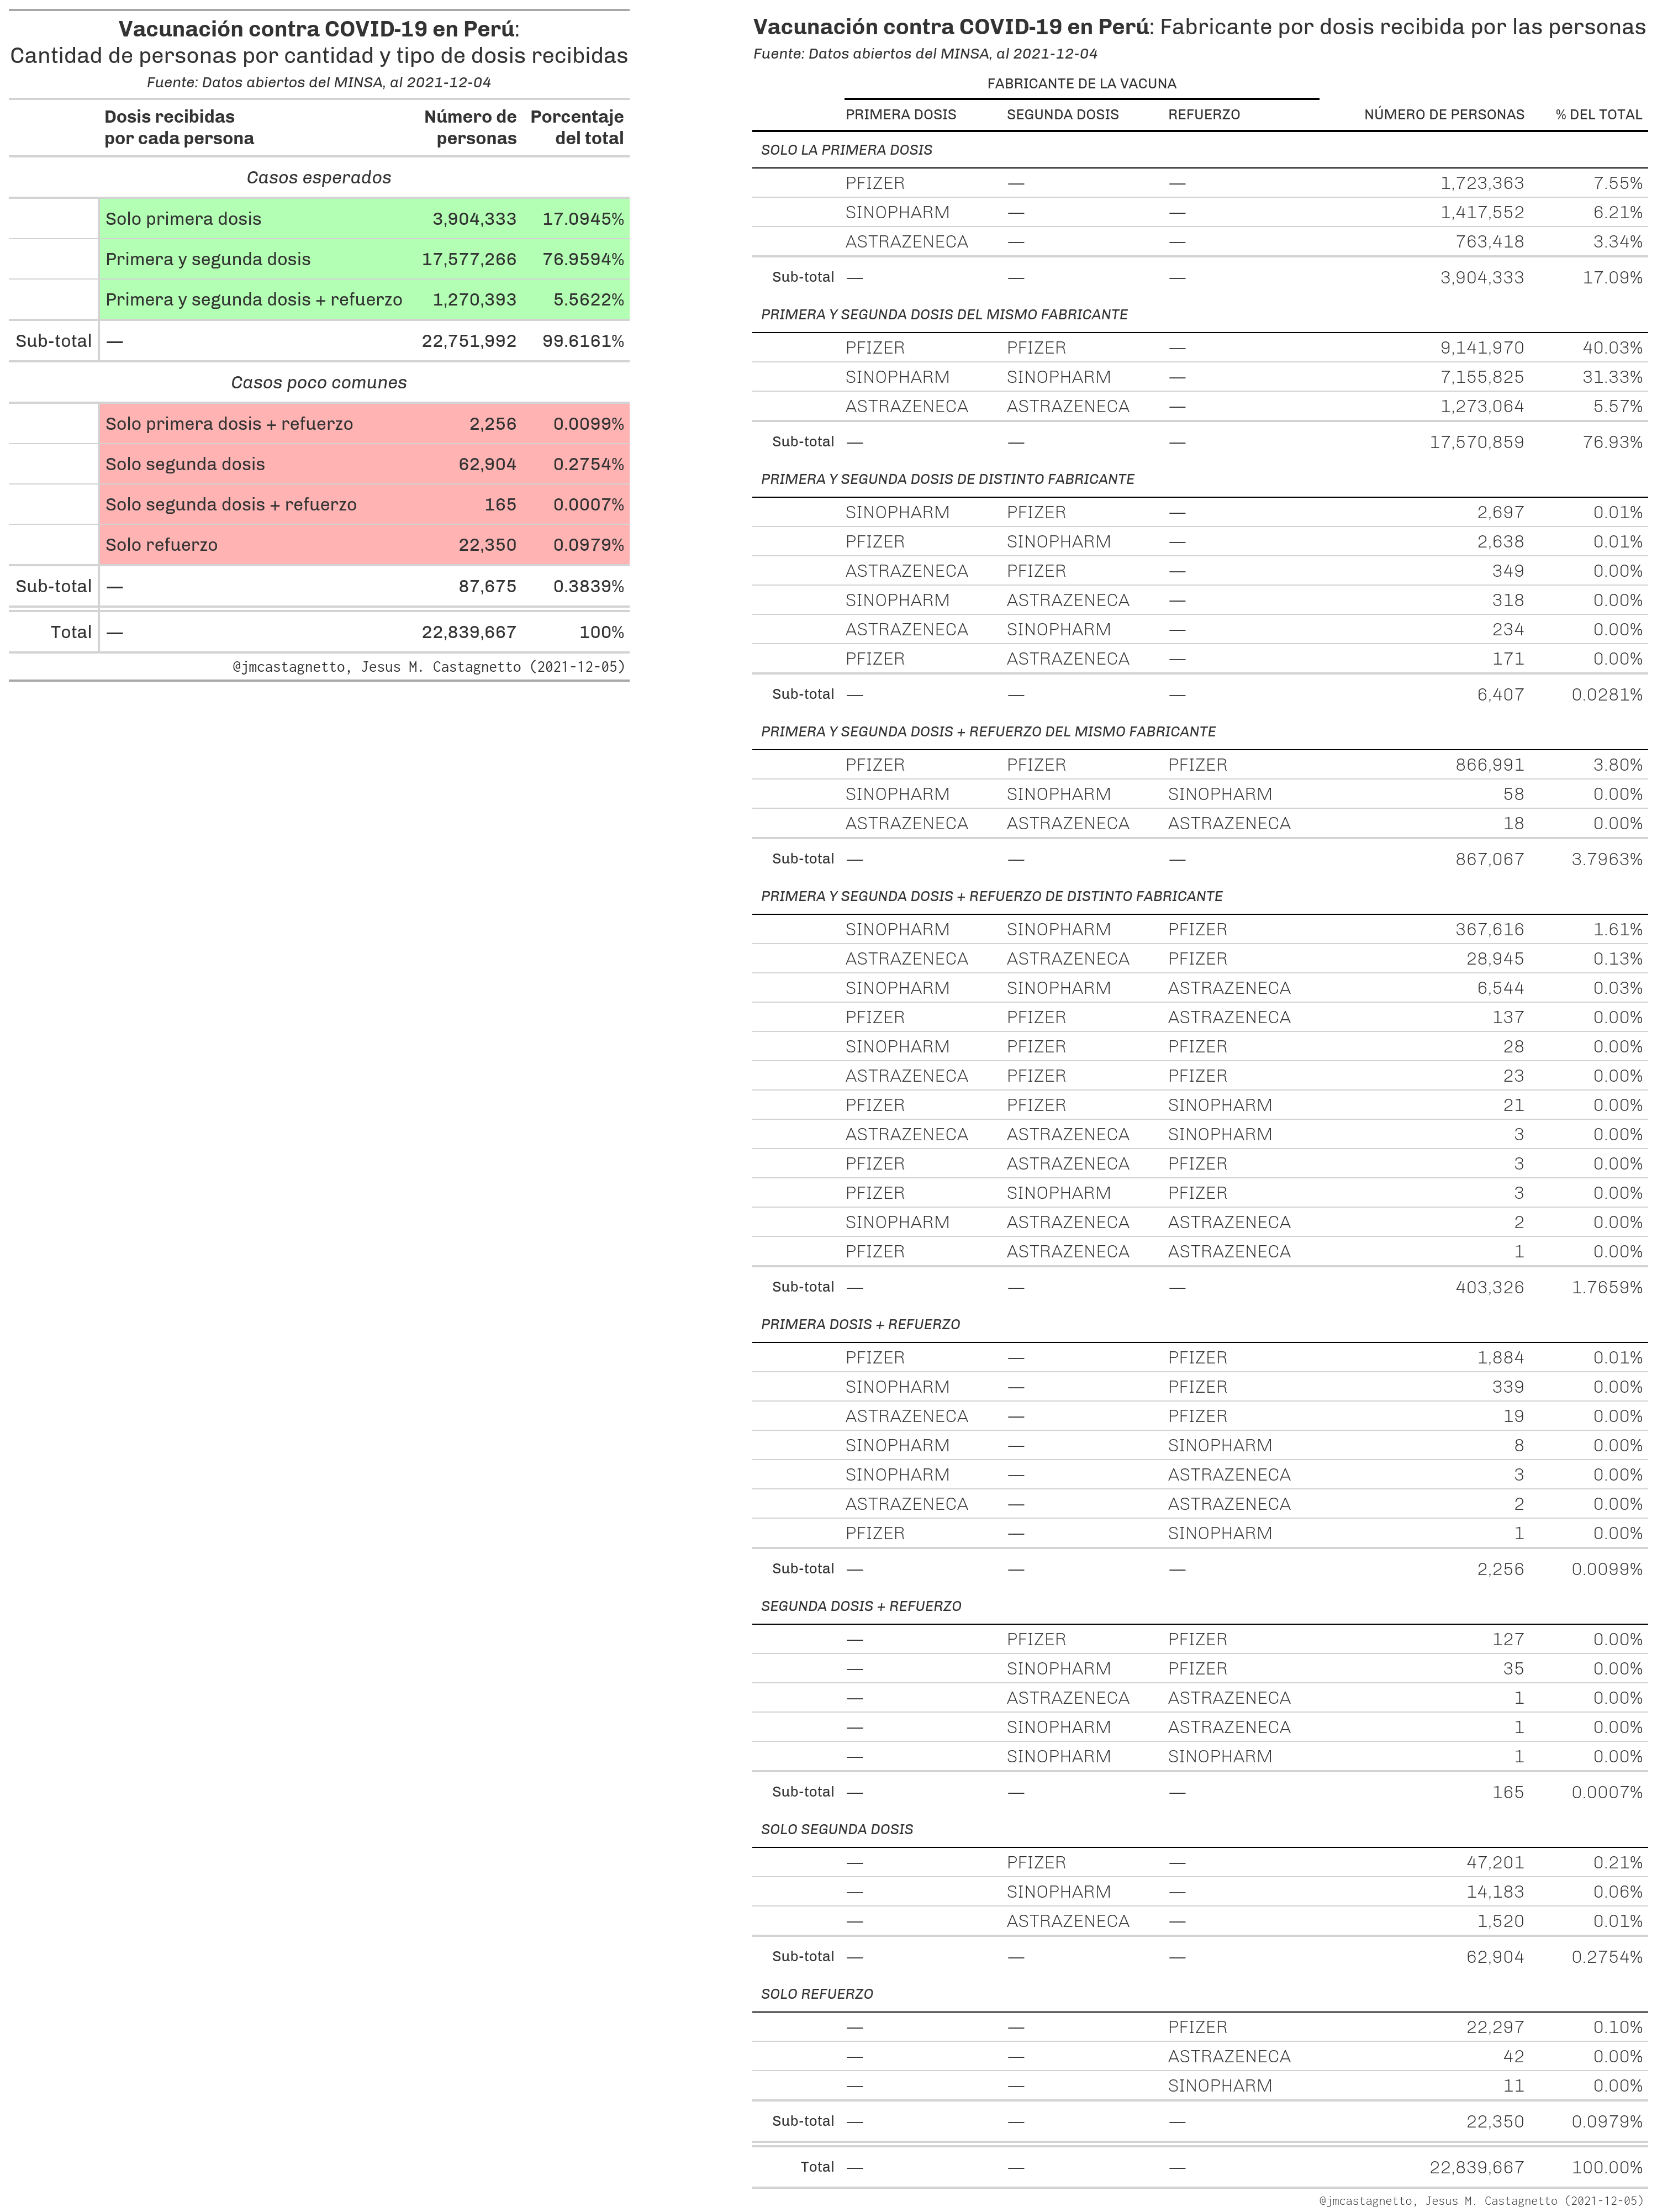 Vacunación contra COVID-19 en Perú:
Cantidad de personas por cantidad y tipo de dosis recibidas
Fuente: Datos abiertos del MINSA, al 2021-12-04
Dosis recibidas Número de Porcentaje
por cada persona personas del total
Casos esperados
Solo primera dosis 3,904,333 17.0945%
Primera y segunda dosis 17,577,266 76.9594%
Primera y segunda dosis + refuerzo 1,270,393 5.5622%
Sub-total — 22,751,992 99.6161%
Casos poco comunes
Solo primera dosis + refuerzo 2,256 0.0099%
Solo segunda dosis 62,904 0.2754%
Solo segunda dosis + refuerzo 165 0.0007%
Solo refuerzo 22,350 0.0979%
Sub-total — 87,675 0.3839%
Total — 22,839,667 100%
@jmcastagnetto, Jesus M. Castagnetto (2021-12-05)
Vacunación contra COVID-19 en Perú: Fabricante por dosis recibida por las personas
Fuente: Datos abiertos del MINSA, al 2021-12-04
FABRICANTE DE LA VACUNA
PRIMERA DOSIS SEGUNDA DOSIS REFUERZO NÚMERO DE PERSONAS % DEL TOTAL
SOLO LA PRIMERA DOSIS
PFIZER — — 1,723,363 7.55%
SINOPHARM — — 1,417,552 6.21%
ASTRAZENECA — — 763,418 3.34%
Sub-total — — — 3,904,333 17.09%
PRIMERA Y SEGUNDA DOSIS DEL MISMO FABRICANTE
PFIZER PFIZER — 9,141,970 40.03%
SINOPHARM SINOPHARM — 7,155,825 31.33%
ASTRAZENECA ASTRAZENECA — 1,273,064 5.57%
Sub-total — — — 17,570,859 76.93%
PRIMERA Y SEGUNDA DOSIS DE DISTINTO FABRICANTE
SINOPHARM PFIZER — 2,697 0.01%
PFIZER SINOPHARM — 2,638 0.01%
ASTRAZENECA PFIZER — 349 0.00%
SINOPHARM ASTRAZENECA — 318 0.00%
ASTRAZENECA SINOPHARM — 234 0.00%
PFIZER ASTRAZENECA — 171 0.00%
Sub-total — — — 6,407 0.0281%
PRIMERA Y SEGUNDA DOSIS + REFUERZO DEL MISMO FABRICANTE
PFIZER PFIZER PFIZER 866,991 3.80%
SINOPHARM SINOPHARM SINOPHARM 58 0.00%
ASTRAZENECA ASTRAZENECA ASTRAZENECA 18 0.00%
Sub-total — — — 867,067 3.7963%
PRIMERA Y SEGUNDA DOSIS + REFUERZO DE DISTINTO FABRICANTE
SINOPHARM SINOPHARM PFIZER 367,616 1.61%
ASTRAZENECA ASTRAZENECA PFIZER 28,945 0.13%
SINOPHARM SINOPHARM ASTRAZENECA 6,544 0.03%
PFIZER PFIZER ASTRAZENECA 137 0.00%
SINOPHARM PFIZER PFIZER 28 0.00%
ASTRAZENECA PFIZER PFIZER 23 0.00%
PFIZER PFIZER SINOPHARM 21 0.00%
ASTRAZENECA ASTRAZENECA SINOPHARM 3 0.00%
PFIZER ASTRAZENECA PFIZER 3 0.00%
PFIZER SINOPHARM PFIZER 3 0.00%
SINOPHARM ASTRAZENECA ASTRAZENECA 2 0.00%
PFIZER ASTRAZENECA ASTRAZENECA 1 0.00%
Sub-total — — — 403,326 1.7659%
PRIMERA DOSIS + REFUERZO
PFIZER — PFIZER 1,884 0.01%
SINOPHARM — PFIZER 339 0.00%
ASTRAZENECA — PFIZER 19 0.00%
SINOPHARM — SINOPHARM 8 0.00%
SINOPHARM — ASTRAZENECA 3 0.00%
ASTRAZENECA — ASTRAZENECA 2 0.00%
PFIZER — SINOPHARM 1 0.00%
Sub-total — — — 2,256 0.0099%
SEGUNDA DOSIS + REFUERZO
— PFIZER PFIZER 127 0.00%
— SINOPHARM PFIZER 35 0.00%
— ASTRAZENECA ASTRAZENECA 1 0.00%
— SINOPHARM ASTRAZENECA 1 0.00%
— SINOPHARM SINOPHARM 1 0.00%
Sub-total — — — 165 0.0007%
SOLO SEGUNDA DOSIS
— PFIZER — 47,201 0.21%
— SINOPHARM — 14,183 0.06%
— ASTRAZENECA — 1,520 0.01%
Sub-total — — — 62,904 0.2754%
SOLO REFUERZO
— — PFIZER 22,297 0.10%
— — ASTRAZENECA 42 0.00%
— — SINOPHARM 11 0.00%
Sub-total — — — 22,350 0.0979%
Total — — — 22,839,667 100.00%
@jmcastagnetto, Jesus M. Castagnetto (2021-12-05)